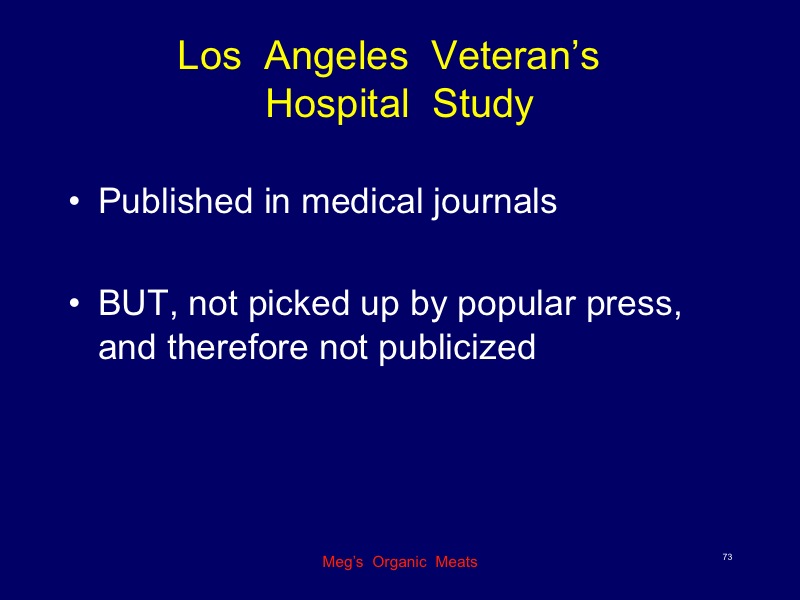 Los Angeles Veteran’s
Hospital Study
• Published in medical journals
• BUT, not picked up by popular press,
and therefore not publicized
Meg’s Organic Meats
73